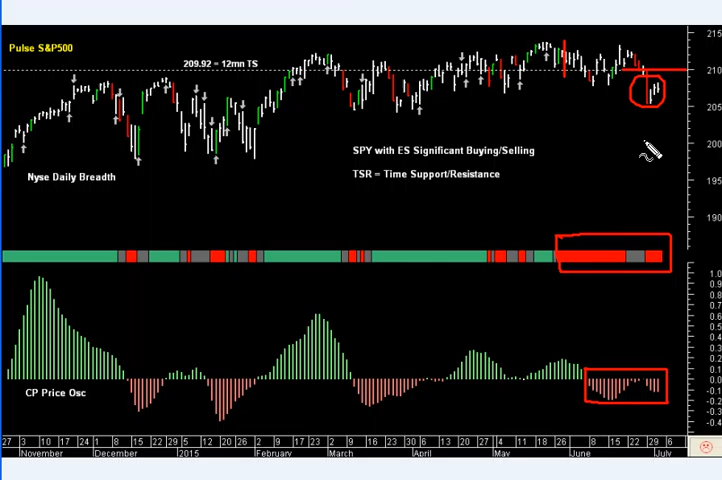 215
Pulse S&P500
209.92 = 12mn TS
210
205
200
SPY with ES Significant Buying/Selling
195
Nyse Daily Breadth
TSR = Time Support/Resistance
190
1.0
0.9
0.8
0.7
0.6
0.5
0.4
0.3
0.2
0.1
0.0
CP Price Osc
-0.1
-0.2
-0.3
-0.4
27 3 10 17 24 1 8 15 22 29 5 12 20 26 2 9 17 23 2 9 16 23 30 6 13 20 27 4 11 18 26 1 8 15 22 29 6
November December 2015 February March April May June July